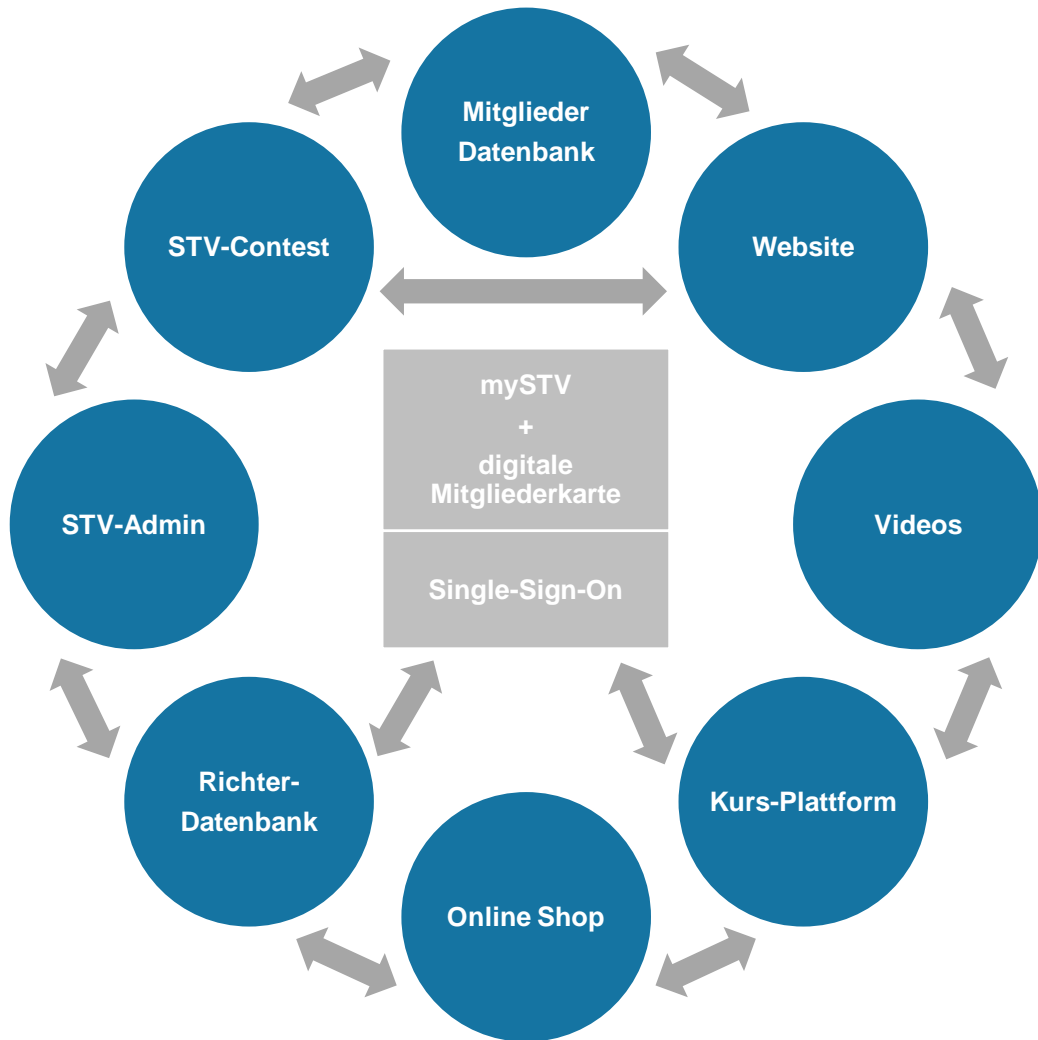 Mitglieder
Datenbank
STV-Contest
Website
mySTV
+
digitale
Mitgliederkarte
STV-Admin
Videos
Single-Sign-On
Richter-
Datenbank
Kurs-Plattform
Online Shop